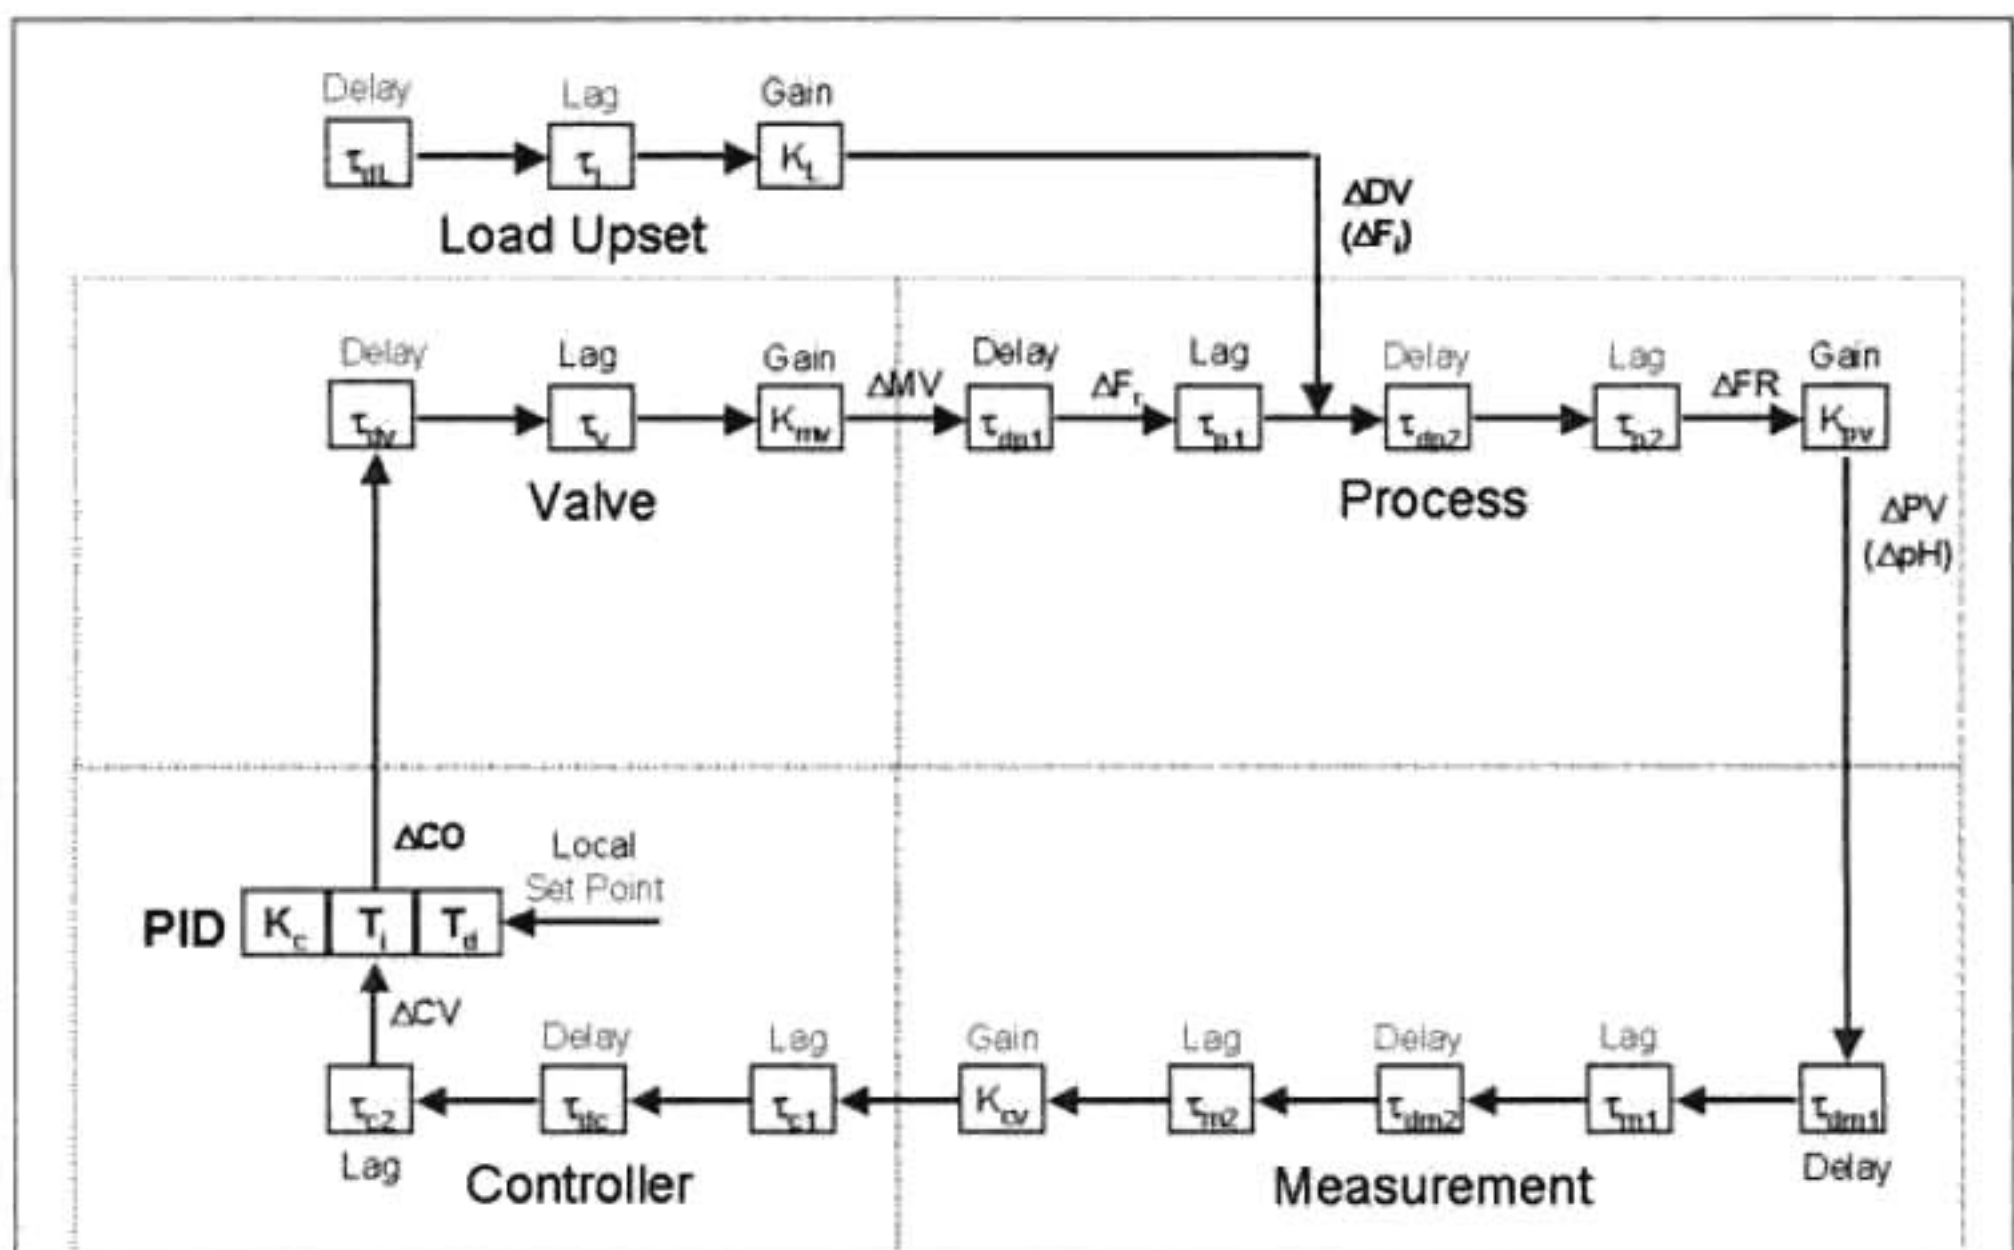 Delay Lag Gain
τdL τL KL
ΔDV
(ΔFi)
Load Upset
Delay Lag Gain Delay Lag Delay Lag Gain
ΔMV ΔFr ΔFR
τdv τv Kmv τdp1 τp1 τdp2 τp2 Kpv
Valve Process
ΔPV
(ΔpH)
ΔCO
Local
Set Point
PID Kc Ti Td
ΔCV
Delay Lag Gain Lag Delay Lag
τc2 τdc τc1 Kcv τm2 τdm2 τm1 τdm1
Lag Delay
Controller Measurement